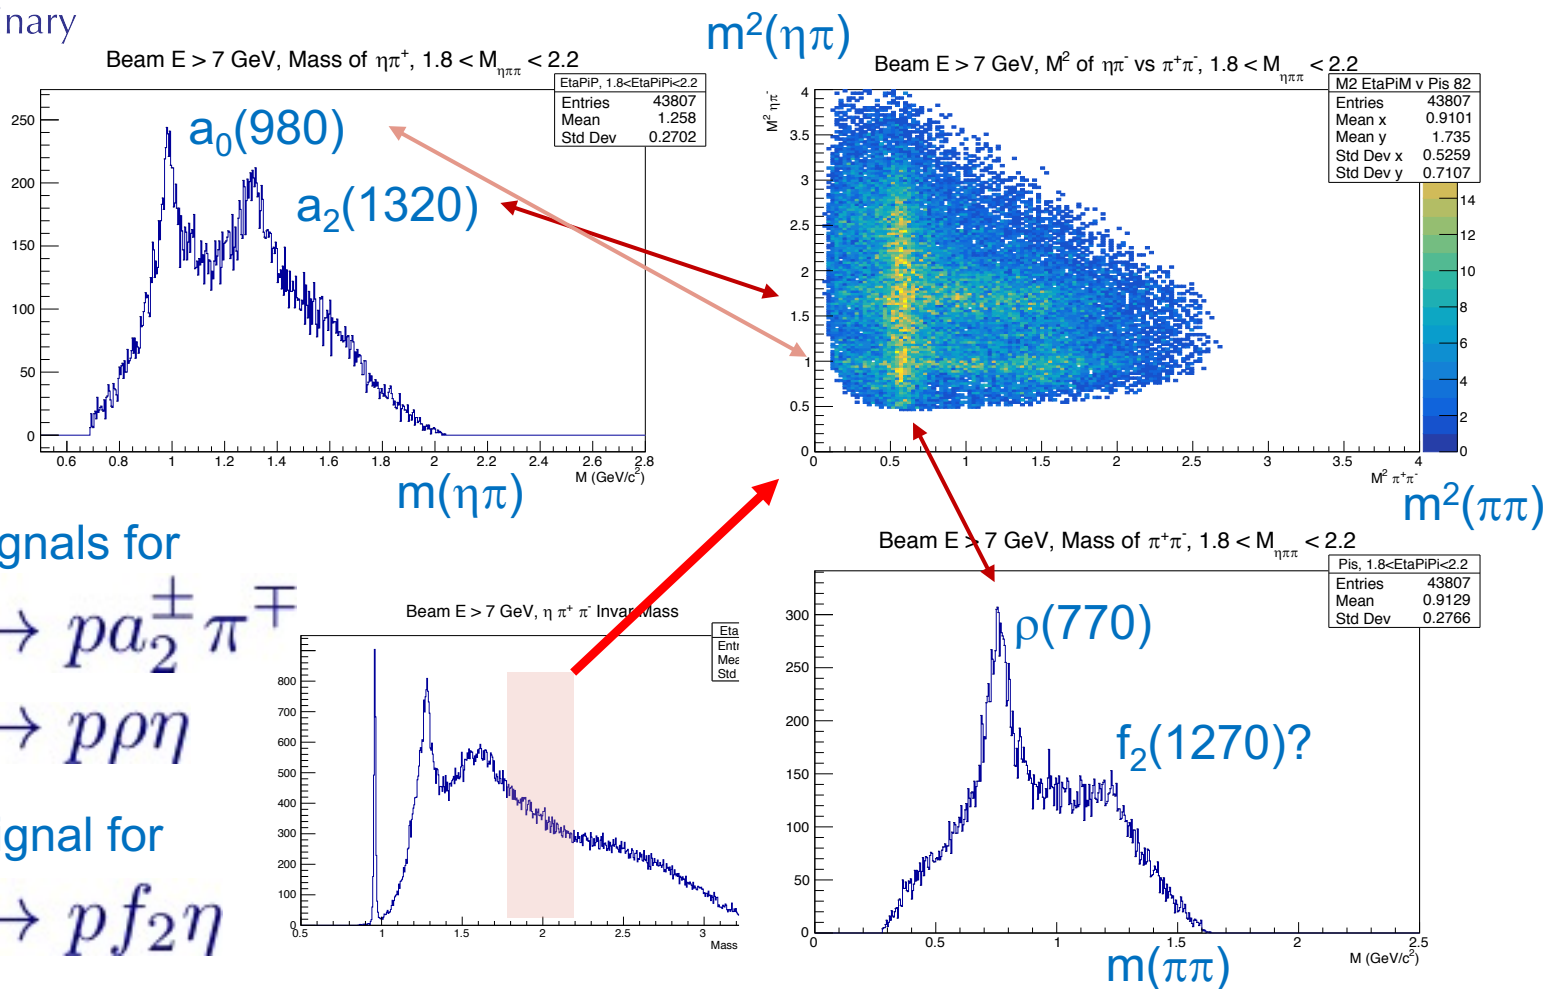 inary
m²(ηπ)
Beam E > 7 GeV, Mass of ηπ⁺, 1.8 < M_ηππ < 2.2
EtaPiP, 1.8<EtaPiPi<2.2
Entries 43807
Mean 1.258
Std Dev 0.2702
250
200
150
100
50
0
0.6 0.8 1 1.2 1.4 1.6 1.8 2 2.2 2.4 2.6 2.8
M (GeV/c²)
a₀(980)
a₂(1320)
m(ηπ)
Beam E > 7 GeV, M² of ηπ⁻ vs π⁺π⁻, 1.8 < M_ηππ < 2.2
M2 EtaPiM v Pis 82
Entries 43807
Mean x 0.9101
Mean y 1.735
Std Dev x 0.5259
Std Dev y 0.7107
M² ηπ⁻
4
3.5
3
2.5
2
1.5
1
0.5
0
0 0.5 1 1.5 2 2.5 3 3.5 4
M² π⁺π⁻
14
12
10
8
6
4
2
0
m²(ππ)
gnals for
→ pa₂^± π^∓
→ pρη
gnal for
→ pf₂η
Beam E > 7 GeV, η π⁺ π⁻ Invar Mass
Eta
Entr
Mea
Std
800
700
600
500
400
300
200
100
0
0.5 1 1.5 2 2.5 3
Mass
Beam E > 7 GeV, Mass of π⁺π⁻, 1.8 < M_ηππ < 2.2
Pis, 1.8<EtaPiPi<2.2
Entries 43807
Mean 0.9129
Std Dev 0.2766
300
250
200
150
100
50
0
0 0.5 1 1.5 2 2.5
M (GeV/c²)
ρ(770)
f₂(1270)?
m(ππ)